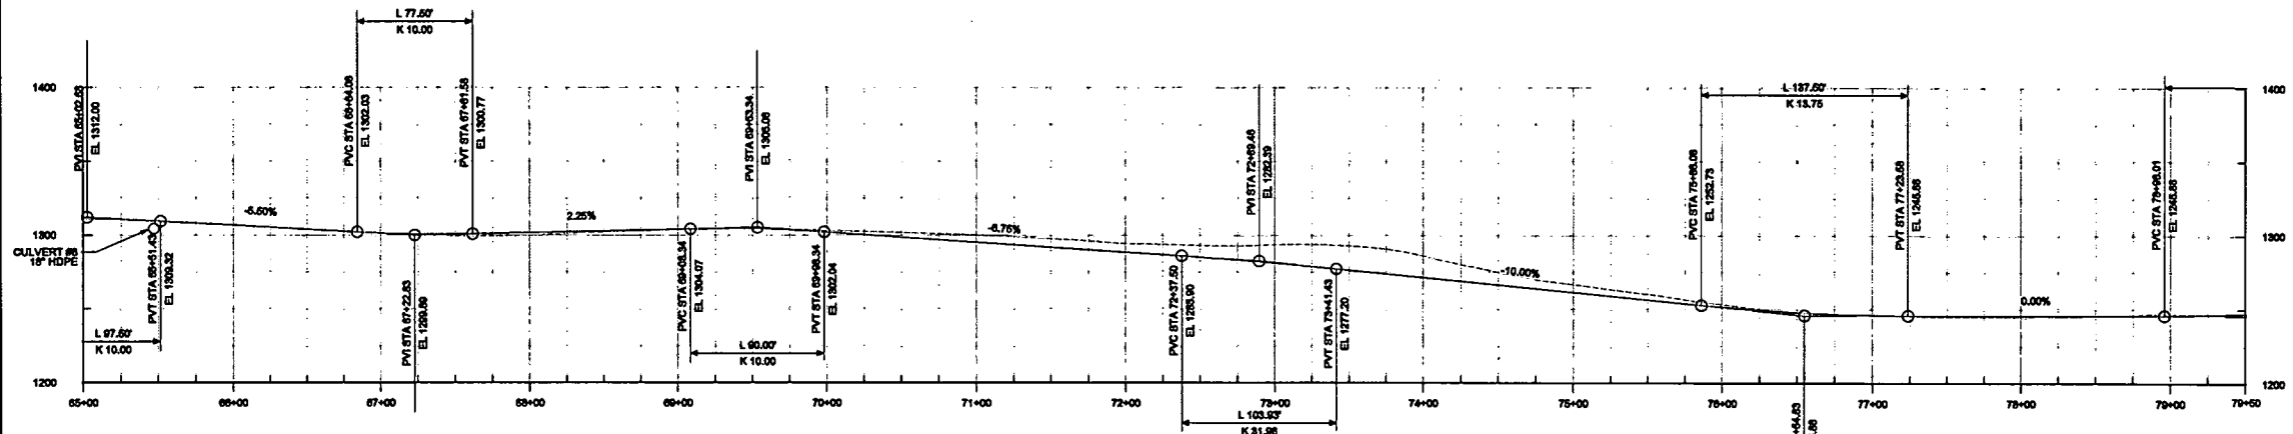 L 77.50'
K 10.00
1400
PVI STA 65+02.68
EL 1312.00
PVC STA 66+84.08
EL 1302.03
PVT STA 67+61.58
EL 1300.77
PVI STA 69+53.34
EL 1305.08
PVI STA 72+89.46
EL 1282.39
L 137.50'
K 13.75
1400
PVC STA 75+86.08
EL 1252.73
PVT STA 77+23.58
PVC STA 78+96.01
1300
-5.50%
2.25%
-6.75%
-10.00%
0.00%
1300
CULVERT #6
18" HDPE
PVT STA 65+51.43
EL 1309.32
PVI STA 67+22.83
EL 1299.89
PVC STA 69+08.34
EL 1304.07
PVT STA 69+98.34
EL 1302.04
PVC STA 72+37.50
EL 1285.90
PVT STA 73+41.43
EL 1277.20
L 97.50'
K 10.00
L 90.00'
K 10.00
1200
1200
65+00
66+00
67+00
68+00
69+00
70+00
71+00
72+00
73+00
74+00
75+00
76+00
77+00
78+00
79+00
79+50
L 103.93'
K 31.98
+54.83